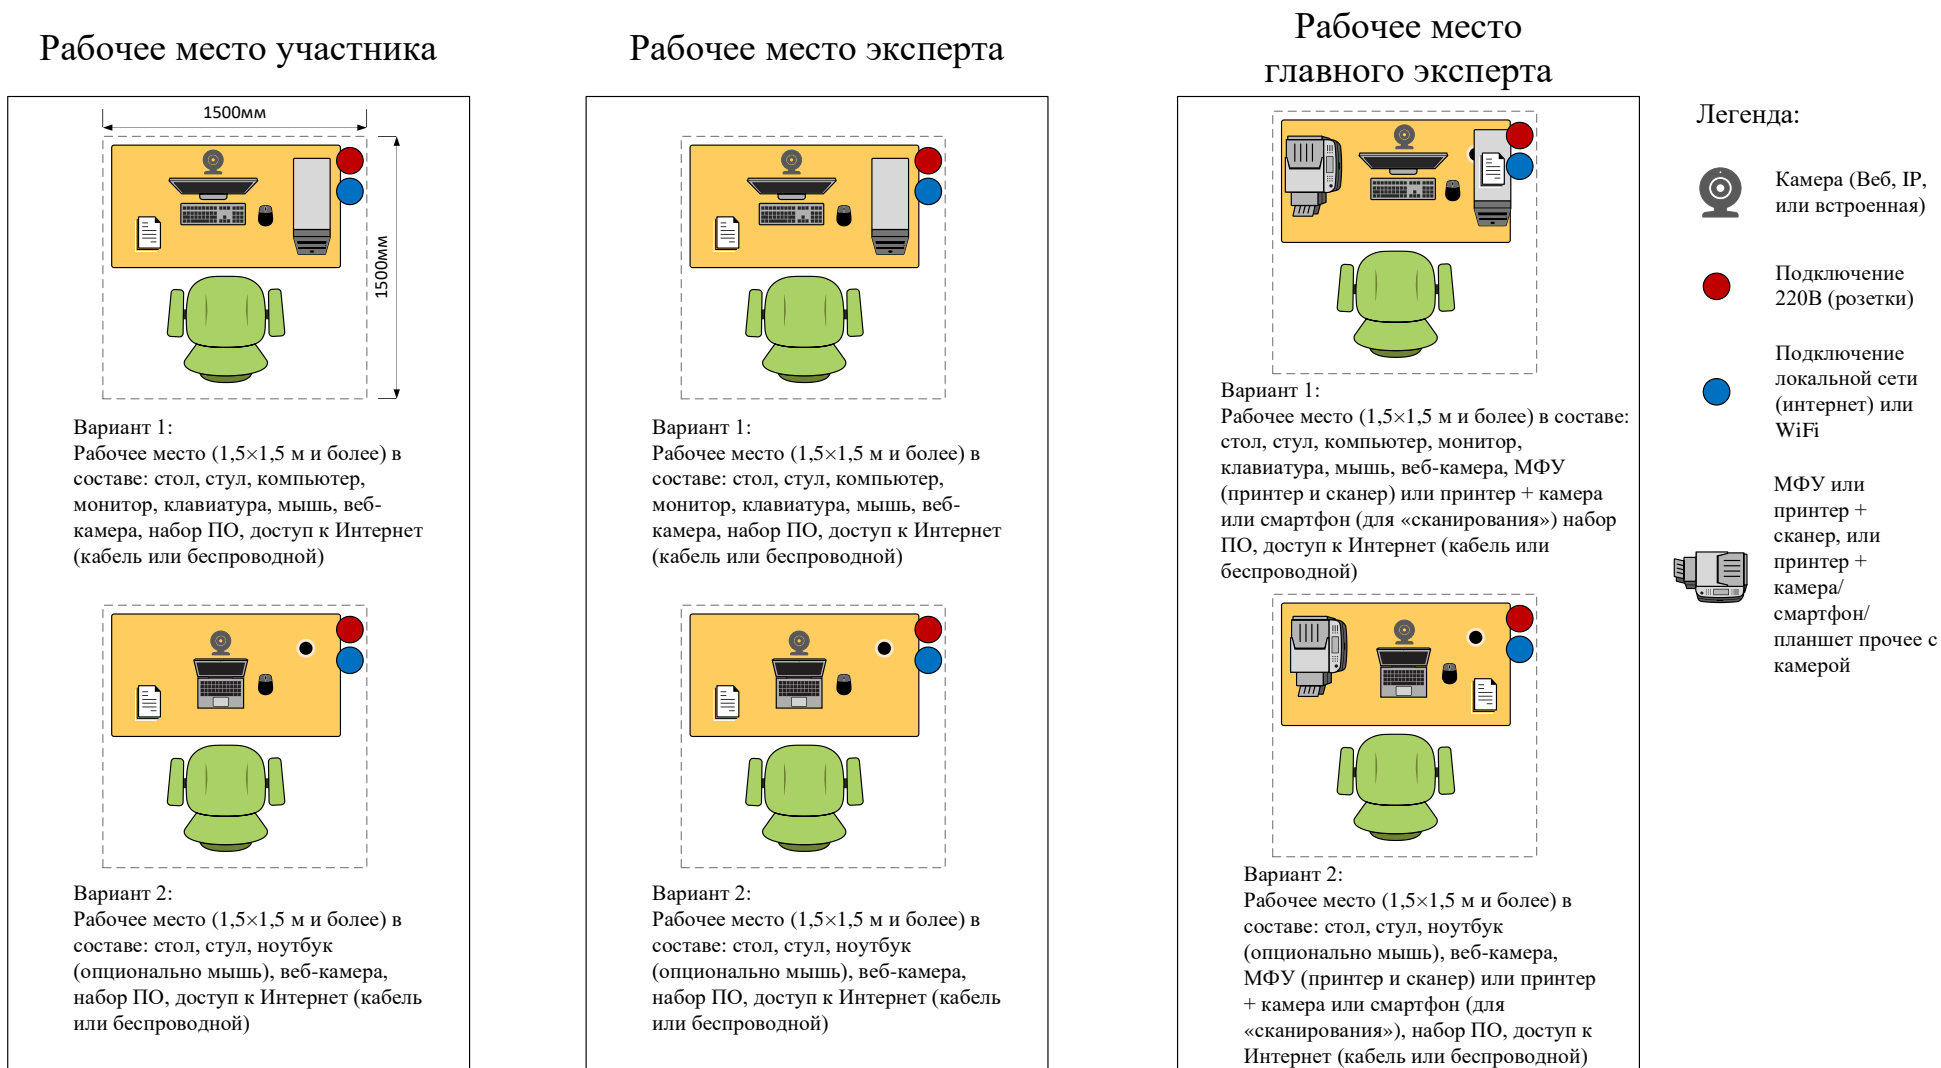 Рабочее место участника
1500мм
1500мм
Вариант 1:
Рабочее место (1,5×1,5 м и более) в
составе: стол, стул, компьютер,
монитор, клавиатура, мышь, веб-
камера, набор ПО, доступ к Интернет
(кабель или беспроводной)
Вариант 2:
Рабочее место (1,5×1,5 м и более) в
составе: стол, стул, ноутбук
(опционально мышь), веб-камера,
набор ПО, доступ к Интернет (кабель
или беспроводной)
Рабочее место эксперта
Вариант 1:
Рабочее место (1,5×1,5 м и более) в
составе: стол, стул, компьютер,
монитор, клавиатура, мышь, веб-
камера, набор ПО, доступ к Интернет
(кабель или беспроводной)
Вариант 2:
Рабочее место (1,5×1,5 м и более) в
составе: стол, стул, ноутбук
(опционально мышь), веб-камера,
набор ПО, доступ к Интернет (кабель
или беспроводной)
Рабочее место
главного эксперта
Вариант 1:
Рабочее место (1,5×1,5 м и более) в составе:
стол, стул, компьютер, монитор,
клавиатура, мышь, веб-камера, МФУ
(принтер и сканер) или принтер + камера
или смартфон (для «сканирования») набор
ПО, доступ к Интернет (кабель или
беспроводной)
Вариант 2:
Рабочее место (1,5×1,5 м и более) в
составе: стол, стул, ноутбук
(опционально мышь), веб-камера,
МФУ (принтер и сканер) или принтер
+ камера или смартфон (для
«сканирования»), набор ПО, доступ к
Интернет (кабель или беспроводной)
Легенда:
Камера (Веб, IP,
или встроенная)
Подключение
220В (розетки)
Подключение
локальной сети
(интернет) или
WiFi
МФУ или
принтер +
сканер, или
принтер +
камера/
смартфон/
планшет прочее с
камерой